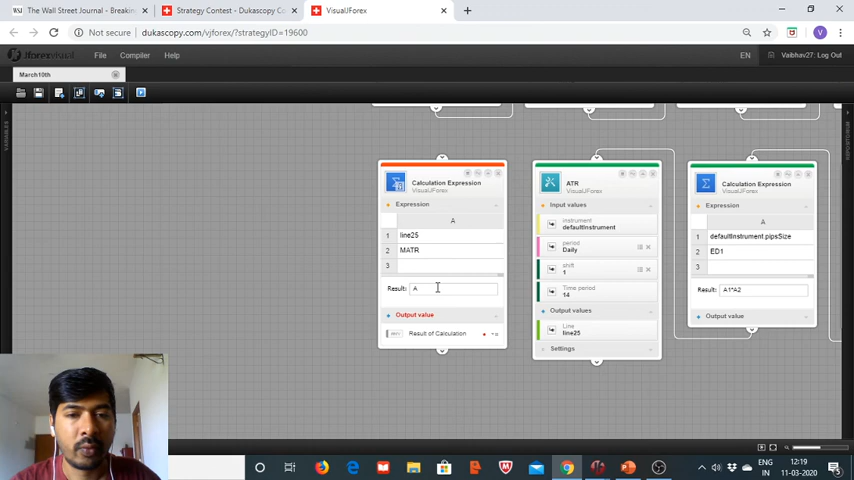 The Wall Street Journal - Breakin
Strategy Contest - Dukascopy Co
VisualJForex
Not secure
dukascopy.com/vjforex/?strategyID=19600
V
jforexvisual
File
Compiler
Help
EN
Vaibhav27: Log Out
March10th
VARIABLES
REPOSITORIUM
Calculation Expression
VisualJForex
Expression
A
1 line25
2 MATR
3
Result: A
Output value
Result of Calculation
ATR
VisualJForex
Input values
instrument
defaultInstrument
period
Daily
shift
1
Time period
14
Output values
Line
line25
Settings
Calculation Expression
VisualJForex
Expression
A
1 defaultInstrument.pipsSize
2 ED1
3
Result: A1*A2
Output value
ENG
IN
12:19
11-03-2020
5